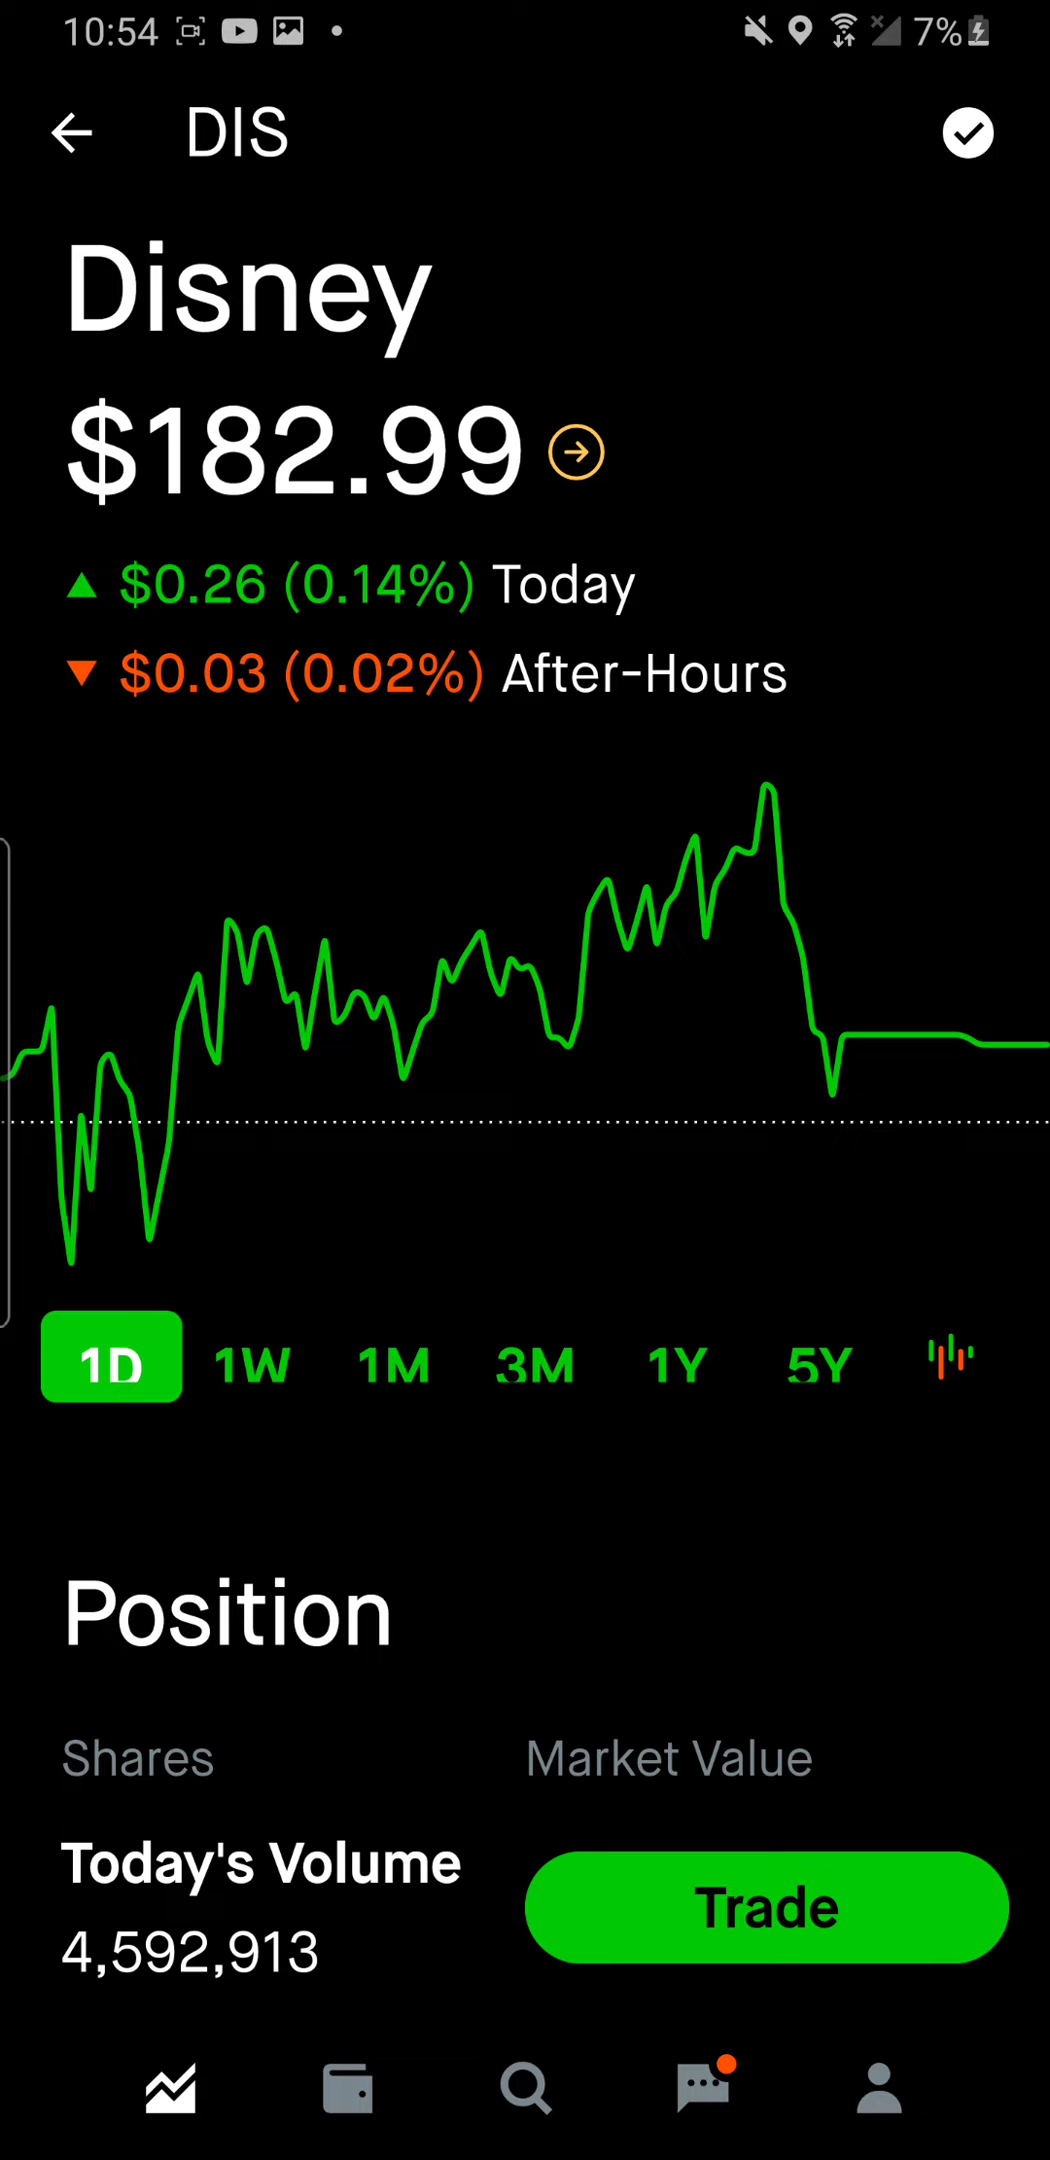 10:54 7%
DIS
Disney
$182.99
$0.26 (0.14%) Today
$0.03 (0.02%) After-Hours
1D 1W 1M 3M 1Y 5Y
Position
Shares Market Value
Today's Volume
4,592,913
Trade